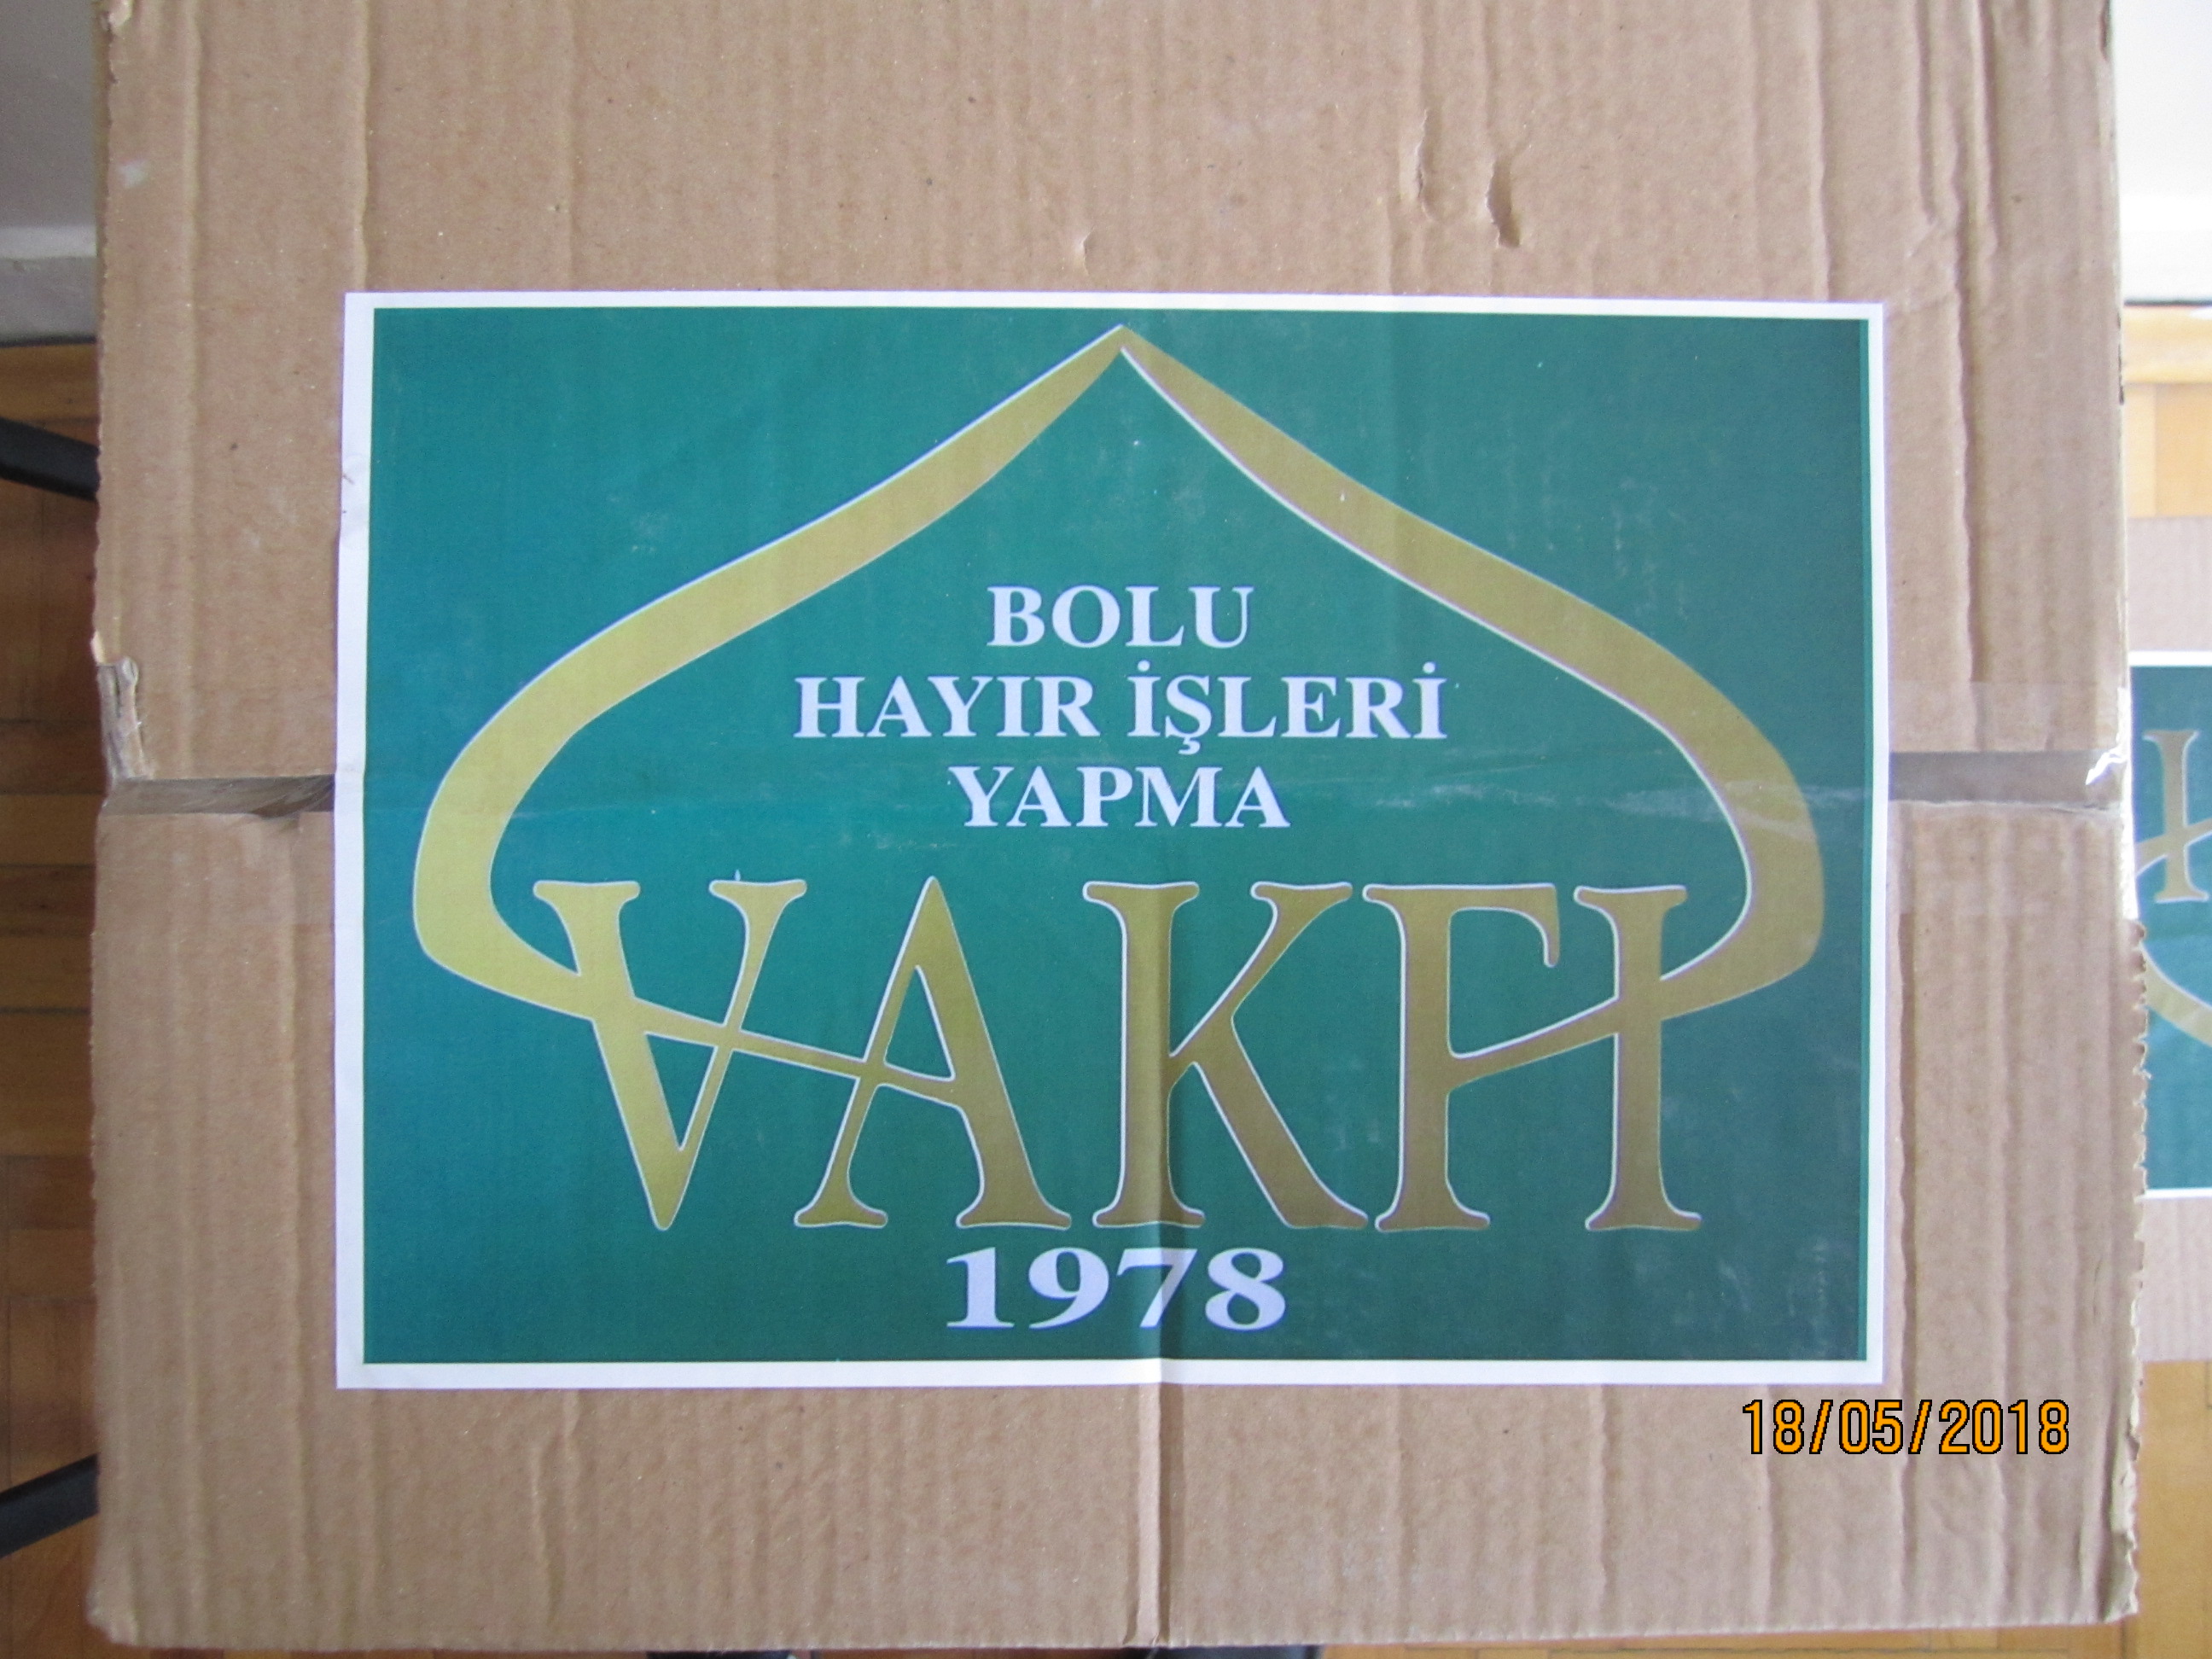 BOLU
HAYIR İŞLERİ
YAPMA
VAKFI
1978
18/05/2018